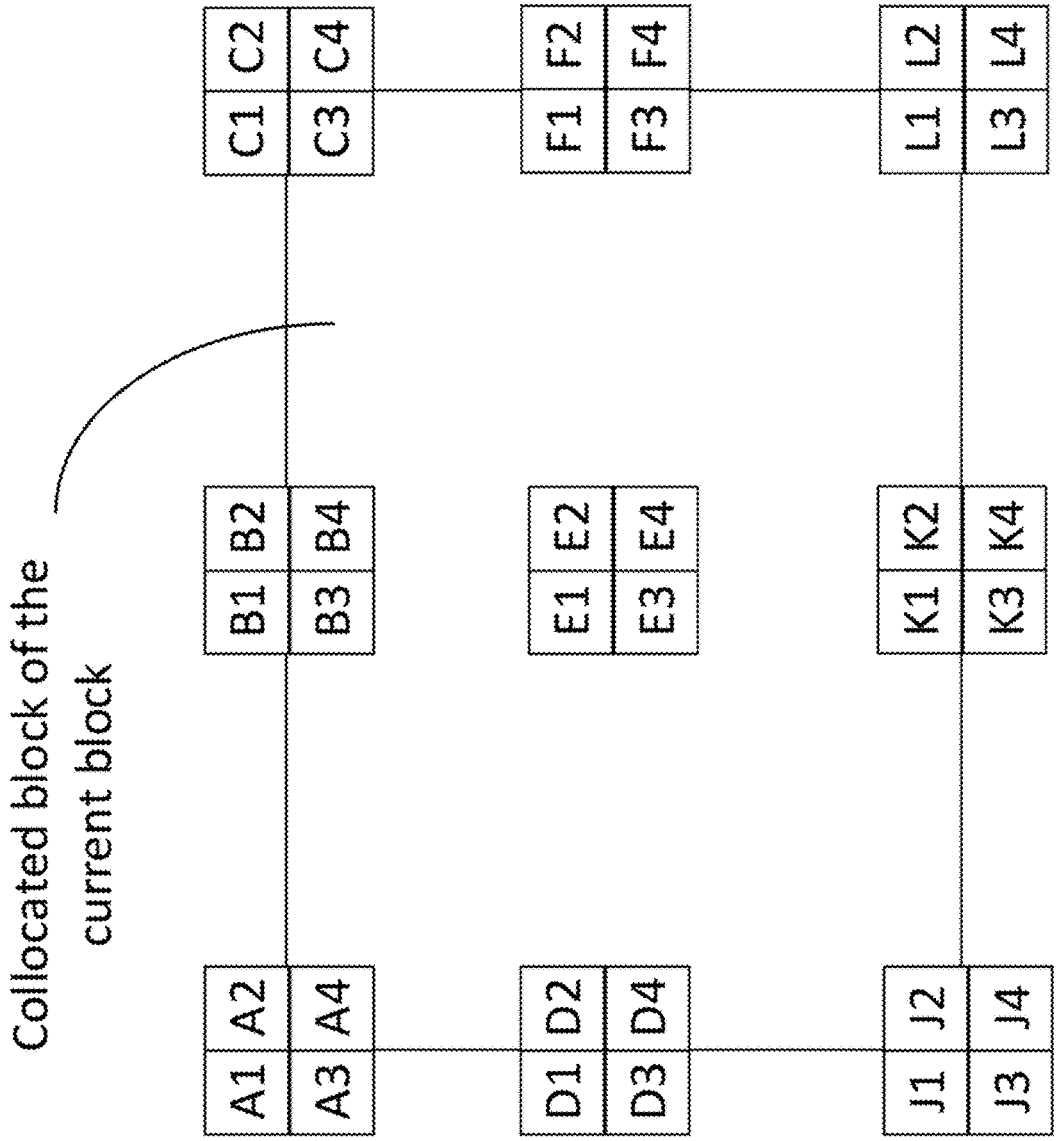 Collocated block of the
current block
A1 A2 B1 B2 C1 C2
A3 A4 B3 B4 C3 C4
D1 D2 E1 E2 F1 F2
D3 D4 E3 E4 F3 F4
J1 J2 K1 K2 L1 L2
J3 J4 K3 K4 L3 L4